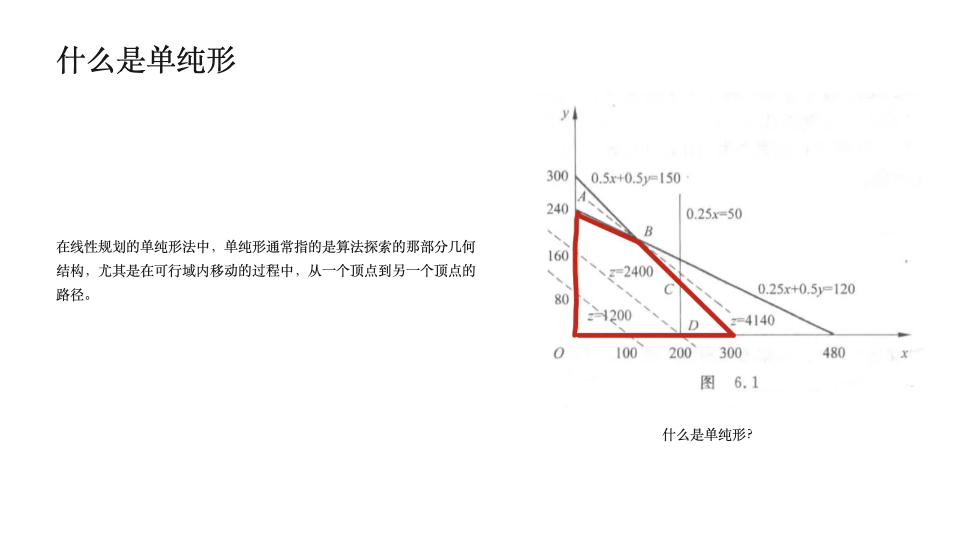 什么是单纯形
在线性规划的单纯形法中，单纯形通常指的是算法探索的那部分几何
结构，尤其是在可行域内移动的过程中，从一个顶点到另一个顶点的
路径。
y
300
0.5x+0.5y=150
A
240
0.25x=50
B
160
z=2400
C
0.25x+0.5y=120
80
z=1200
D
z=4140
O
100
200
300
480
x
图 6.1
什么是单纯形?